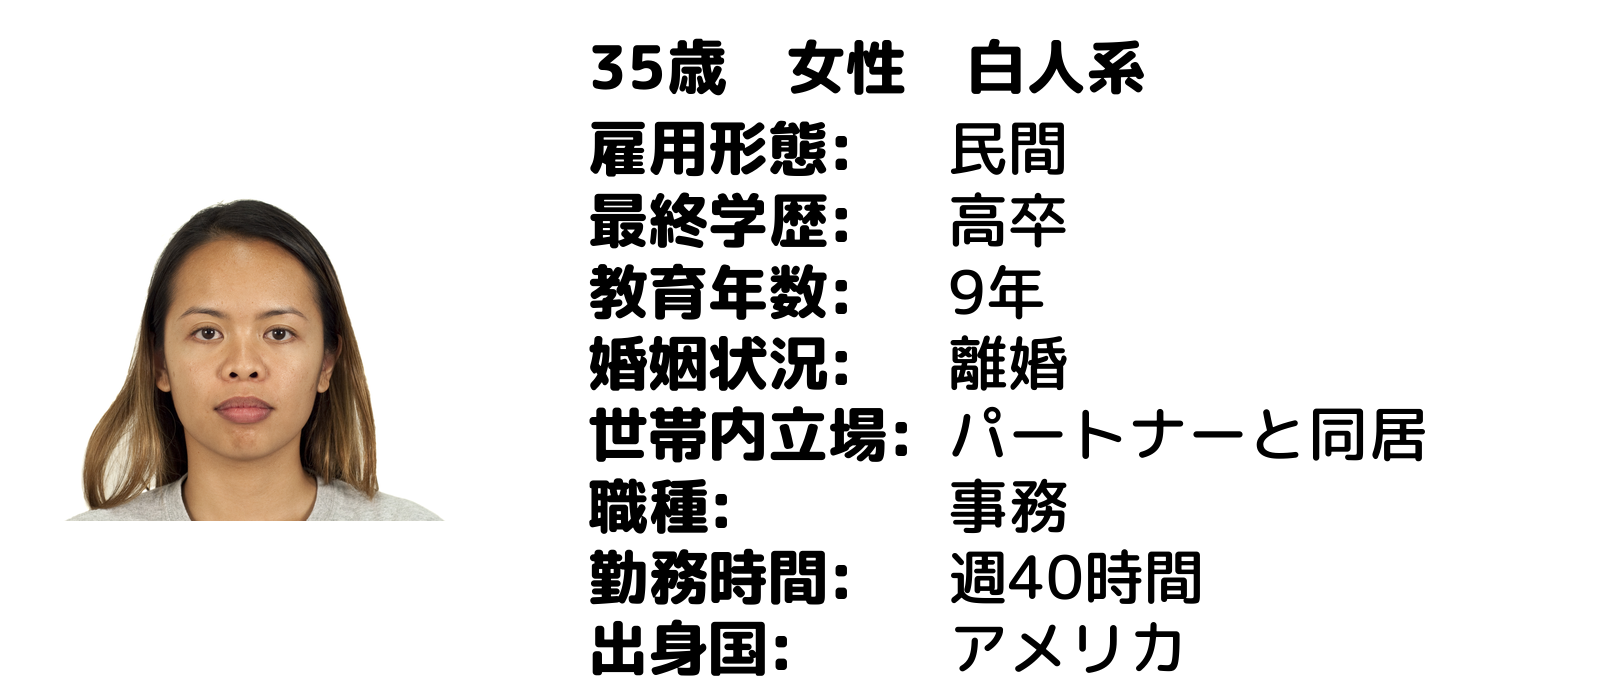 35歳　女性　白人系
雇用形態:　民間
最終学歴:　高卒
教育年数:　9年
婚姻状況:　離婚
世帯内立場:　パートナーと同居
職種:　事務
勤務時間:　週40時間
出身国:　アメリカ